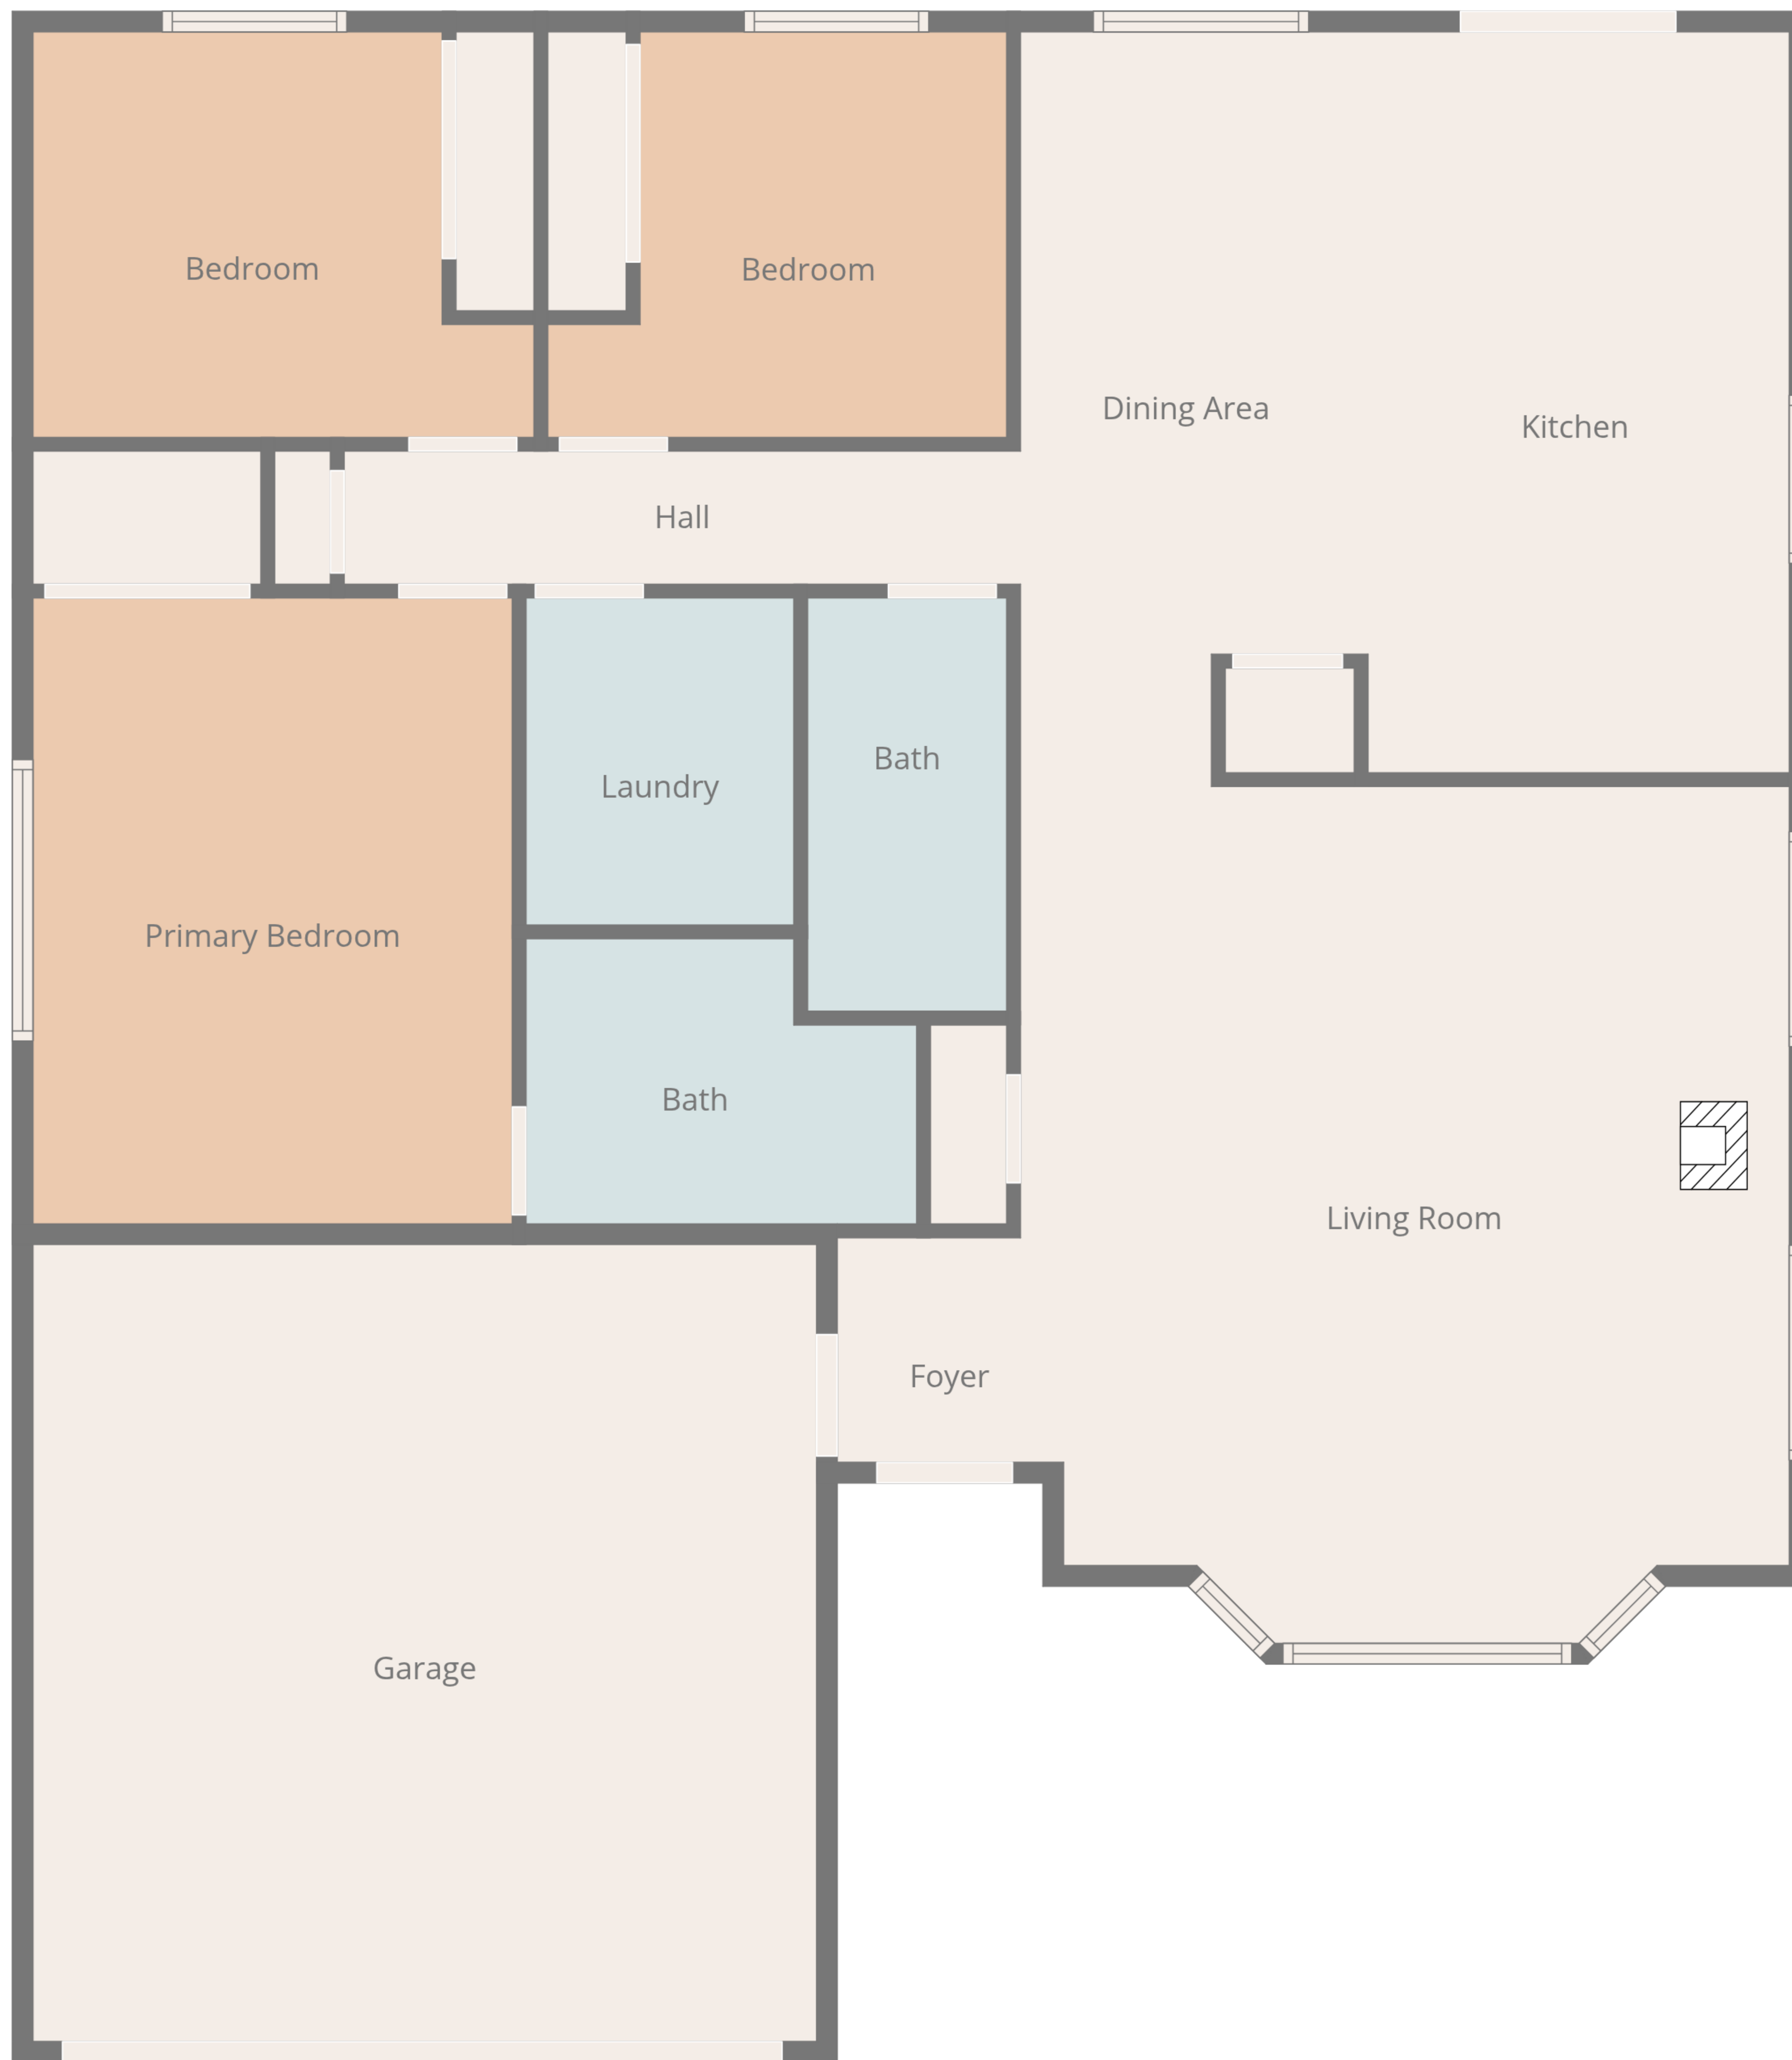 Bedroom
Bedroom
Dining Area
Kitchen
Hall
Bath
Laundry
Primary Bedroom
Bath
Living Room
Foyer
Garage